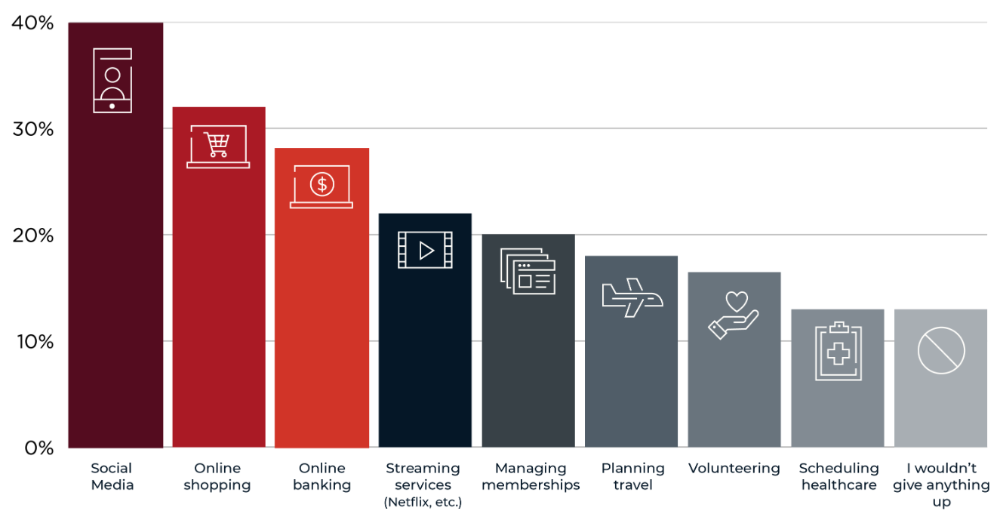 40%
30%
20%
10%
0%
$
Social
Media
Online
shopping
Online
banking
Streaming
services
(Netflix, etc.)
Managing
memberships
Planning
travel
Volunteering
Scheduling
healthcare
I wouldn’t
give anything
up